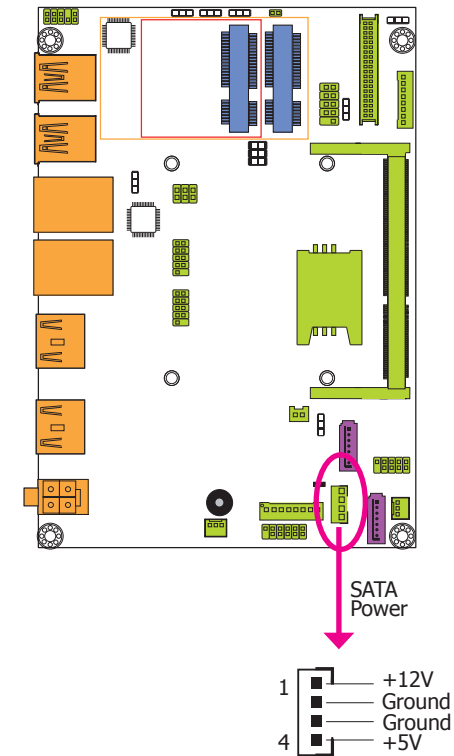 SATA
Power
1
+12V
Ground
Ground
4
+5V